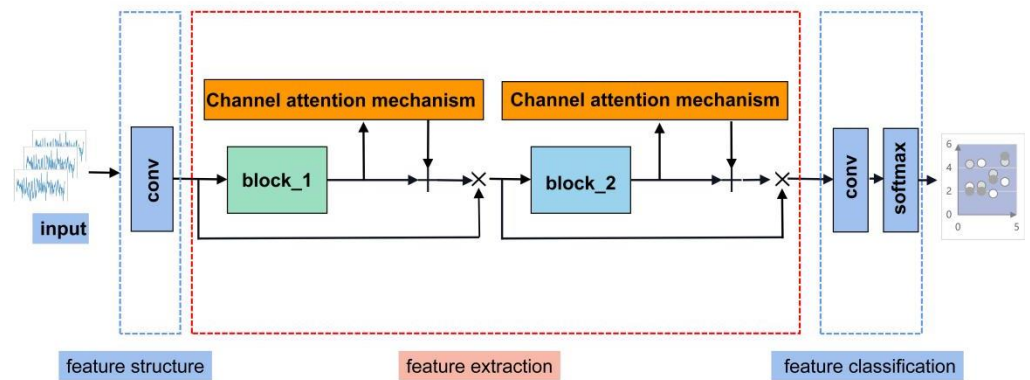 input
conv
Channel attention mechanism
block_1
+
×
Channel attention mechanism
block_2
+
×
conv
softmax
6
4
2
0
0 5
feature structure
feature extraction
feature classification